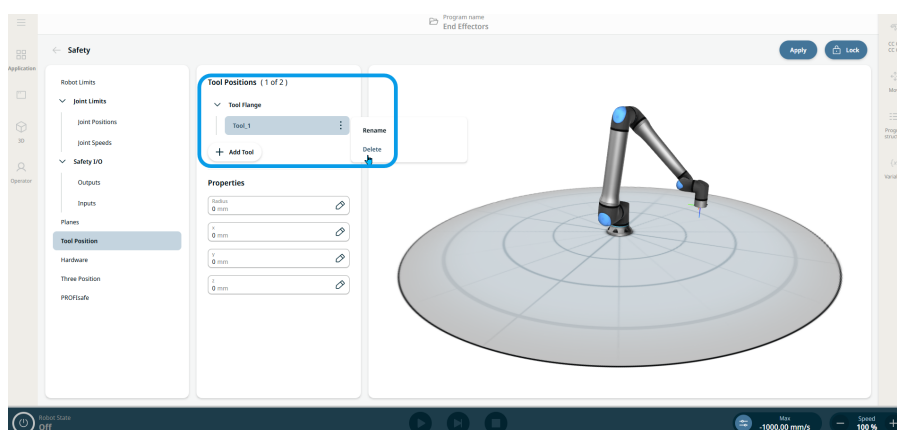 Program name
End Effectors
Safety
Apply
Lock
Application
3D
Operator
Robot Limits
Joint Limits
Joint Positions
Joint Speeds
Safety I/O
Outputs
Inputs
Planes
Tool Position
Hardware
Three Position
PROFIsafe
Tool Positions ( 1 of 2 )
Tool Flange
Tool_1
Rename
Delete
Add Tool
Properties
Radius
0 mm
X
0 mm
Y
0 mm
Z
0 mm
Robot State
Off
Max
-1000.00 mm/s
Speed
100 %